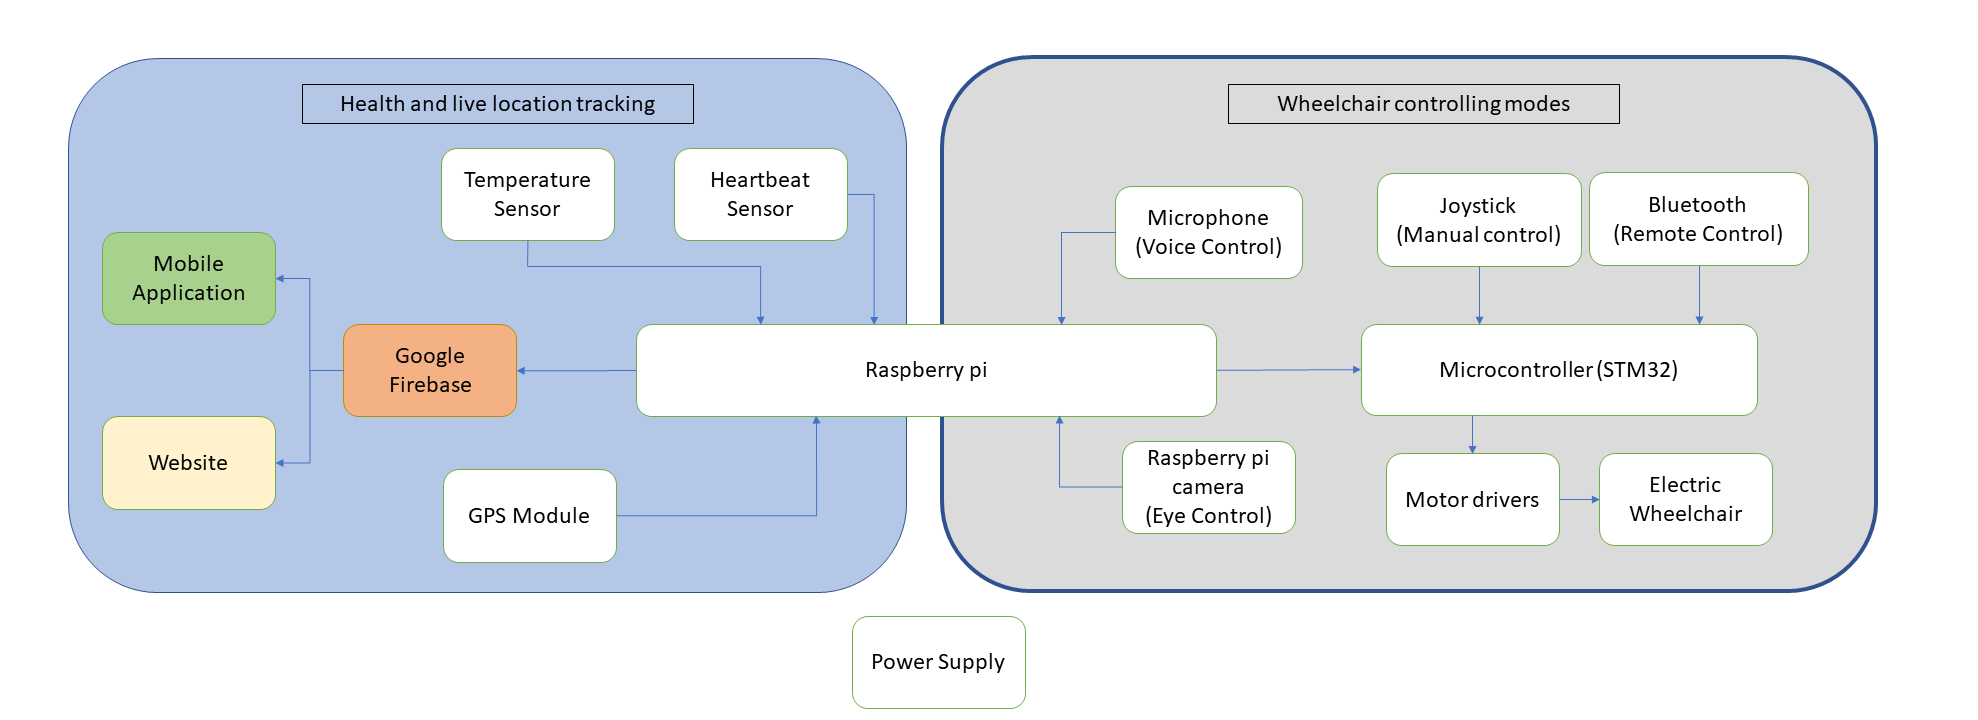 Health and live location tracking
Temperature
Sensor
Heartbeat
Sensor
Mobile
Application
Google
Firebase
Website
GPS Module
Raspberry pi
Wheelchair controlling modes
Microphone
(Voice Control)
Joystick
(Manual control)
Bluetooth
(Remote Control)
Microcontroller (STM32)
Raspberry pi
camera
(Eye Control)
Motor drivers
Electric
Wheelchair
Power Supply